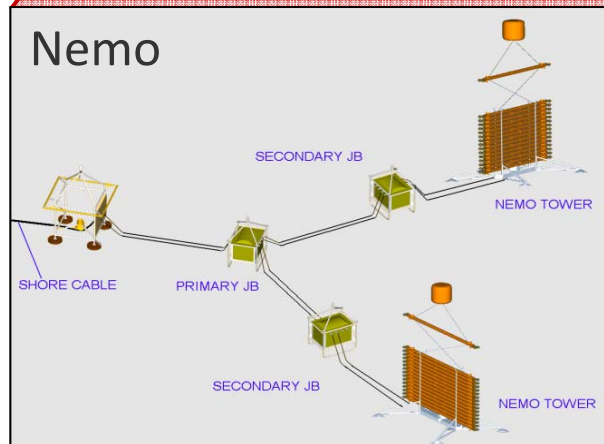 Nemo
SECONDARY JB
NEMO TOWER
SHORE CABLE
PRIMARY JB
SECONDARY JB
NEMO TOWER